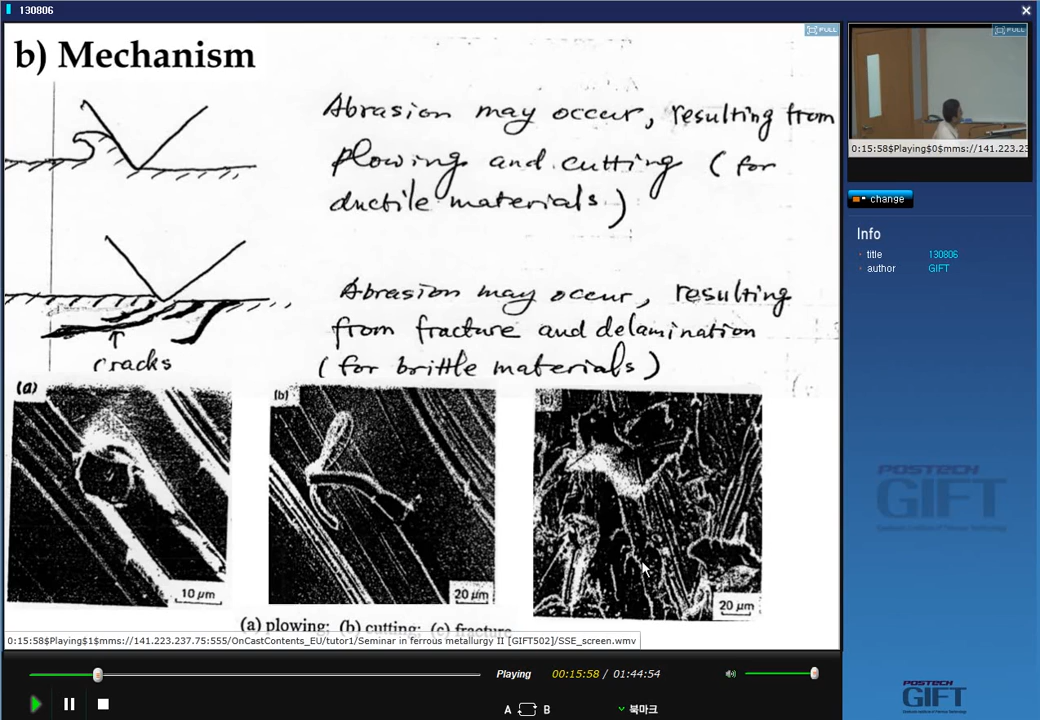 130806
FULL
b) Mechanism
Abrasion may occur, resulting from
plowing and cutting (for
ductile materials)
Abrasion may occur, resulting
from fracture and delamination
(for brittle materials)
cracks
(a)
(b)
(c)
10 μm
20 μm
20 μm
(a) plowing; (b) cutting; (c) fracture
0:15:58$Playing$1$mms://141.223.237.75:555/OnCastContents_EU/tutor1/Seminar in ferrous metallurgy II [GIFT502]/SSE_screen.wmv
Playing
00:15:58 / 01:44:54
A B
북마크
FULL
0:15:58$Playing$0$mms://141.223.23
change
Info
title 130806
author GIFT
POSTECH
GIFT
POSTECH
GIFT